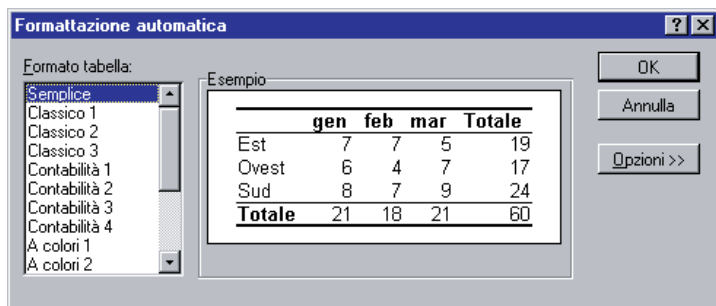 Formattazione automatica
Formato tabella:
Semplice
Classico 1
Classico 2
Classico 3
Contabilità 1
Contabilità 2
Contabilità 3
Contabilità 4
A colori 1
A colori 2
Esempio
gen feb mar Totale
Est 7 7 5 19
Ovest 6 4 7 17
Sud 8 7 9 24
Totale 21 18 21 60
OK
Annulla
Opzioni >>